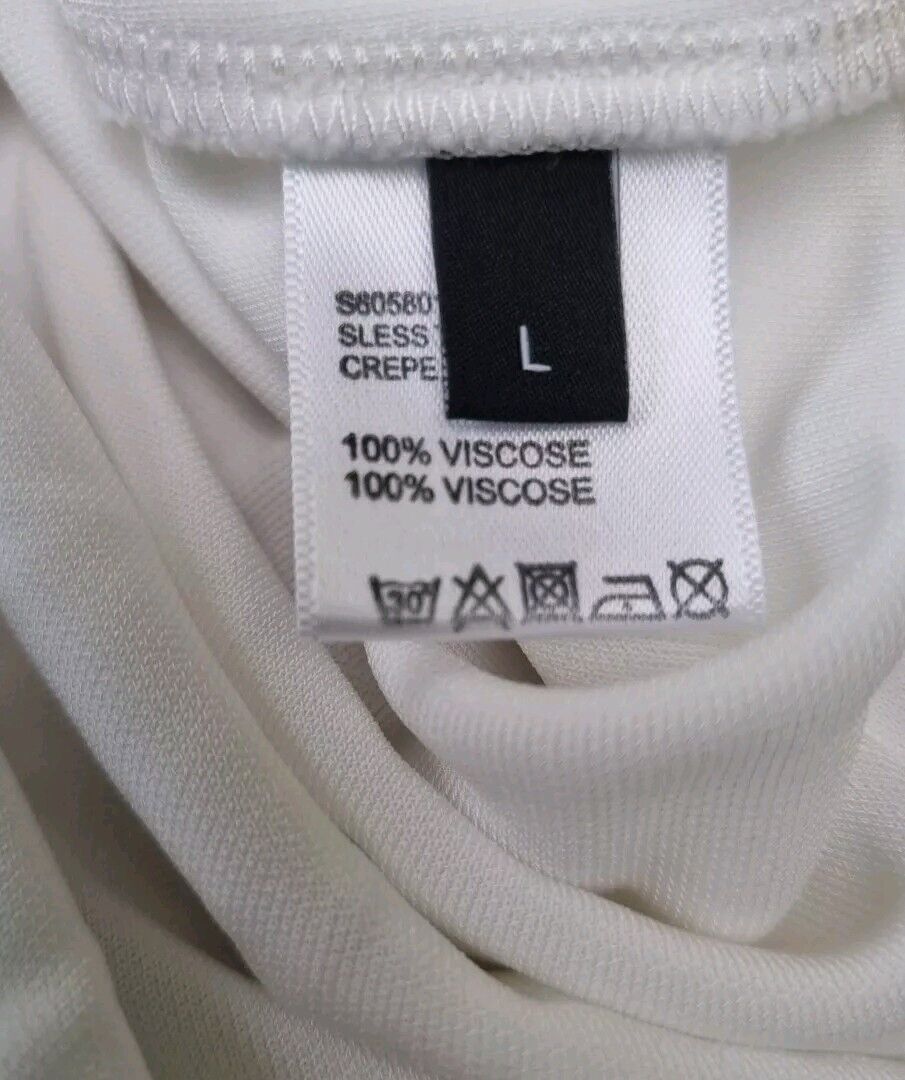 S605801
SLESS
CREPE
L
100% VISCOSE
100% VISCOSE
30°